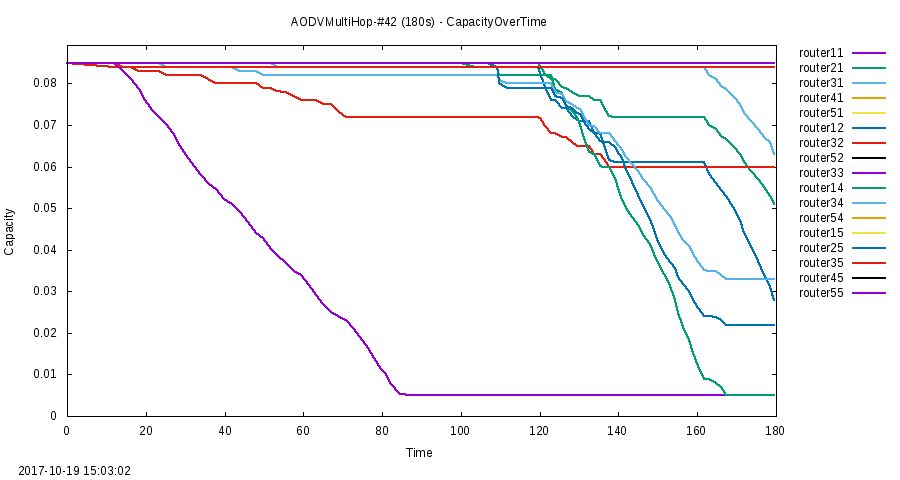 AODVMultiHop-#42 (180s) - CapacityOverTime
router11
router21
router31
router41
router51
router12
router32
router52
router33
router14
router34
router54
router15
router25
router35
router45
router55
0.08
0.07
0.06
0.05
0.04
0.03
0.02
0.01
0
Capacity
0 20 40 60 80 100 120 140 160 180
Time
2017-10-19 15:03:02